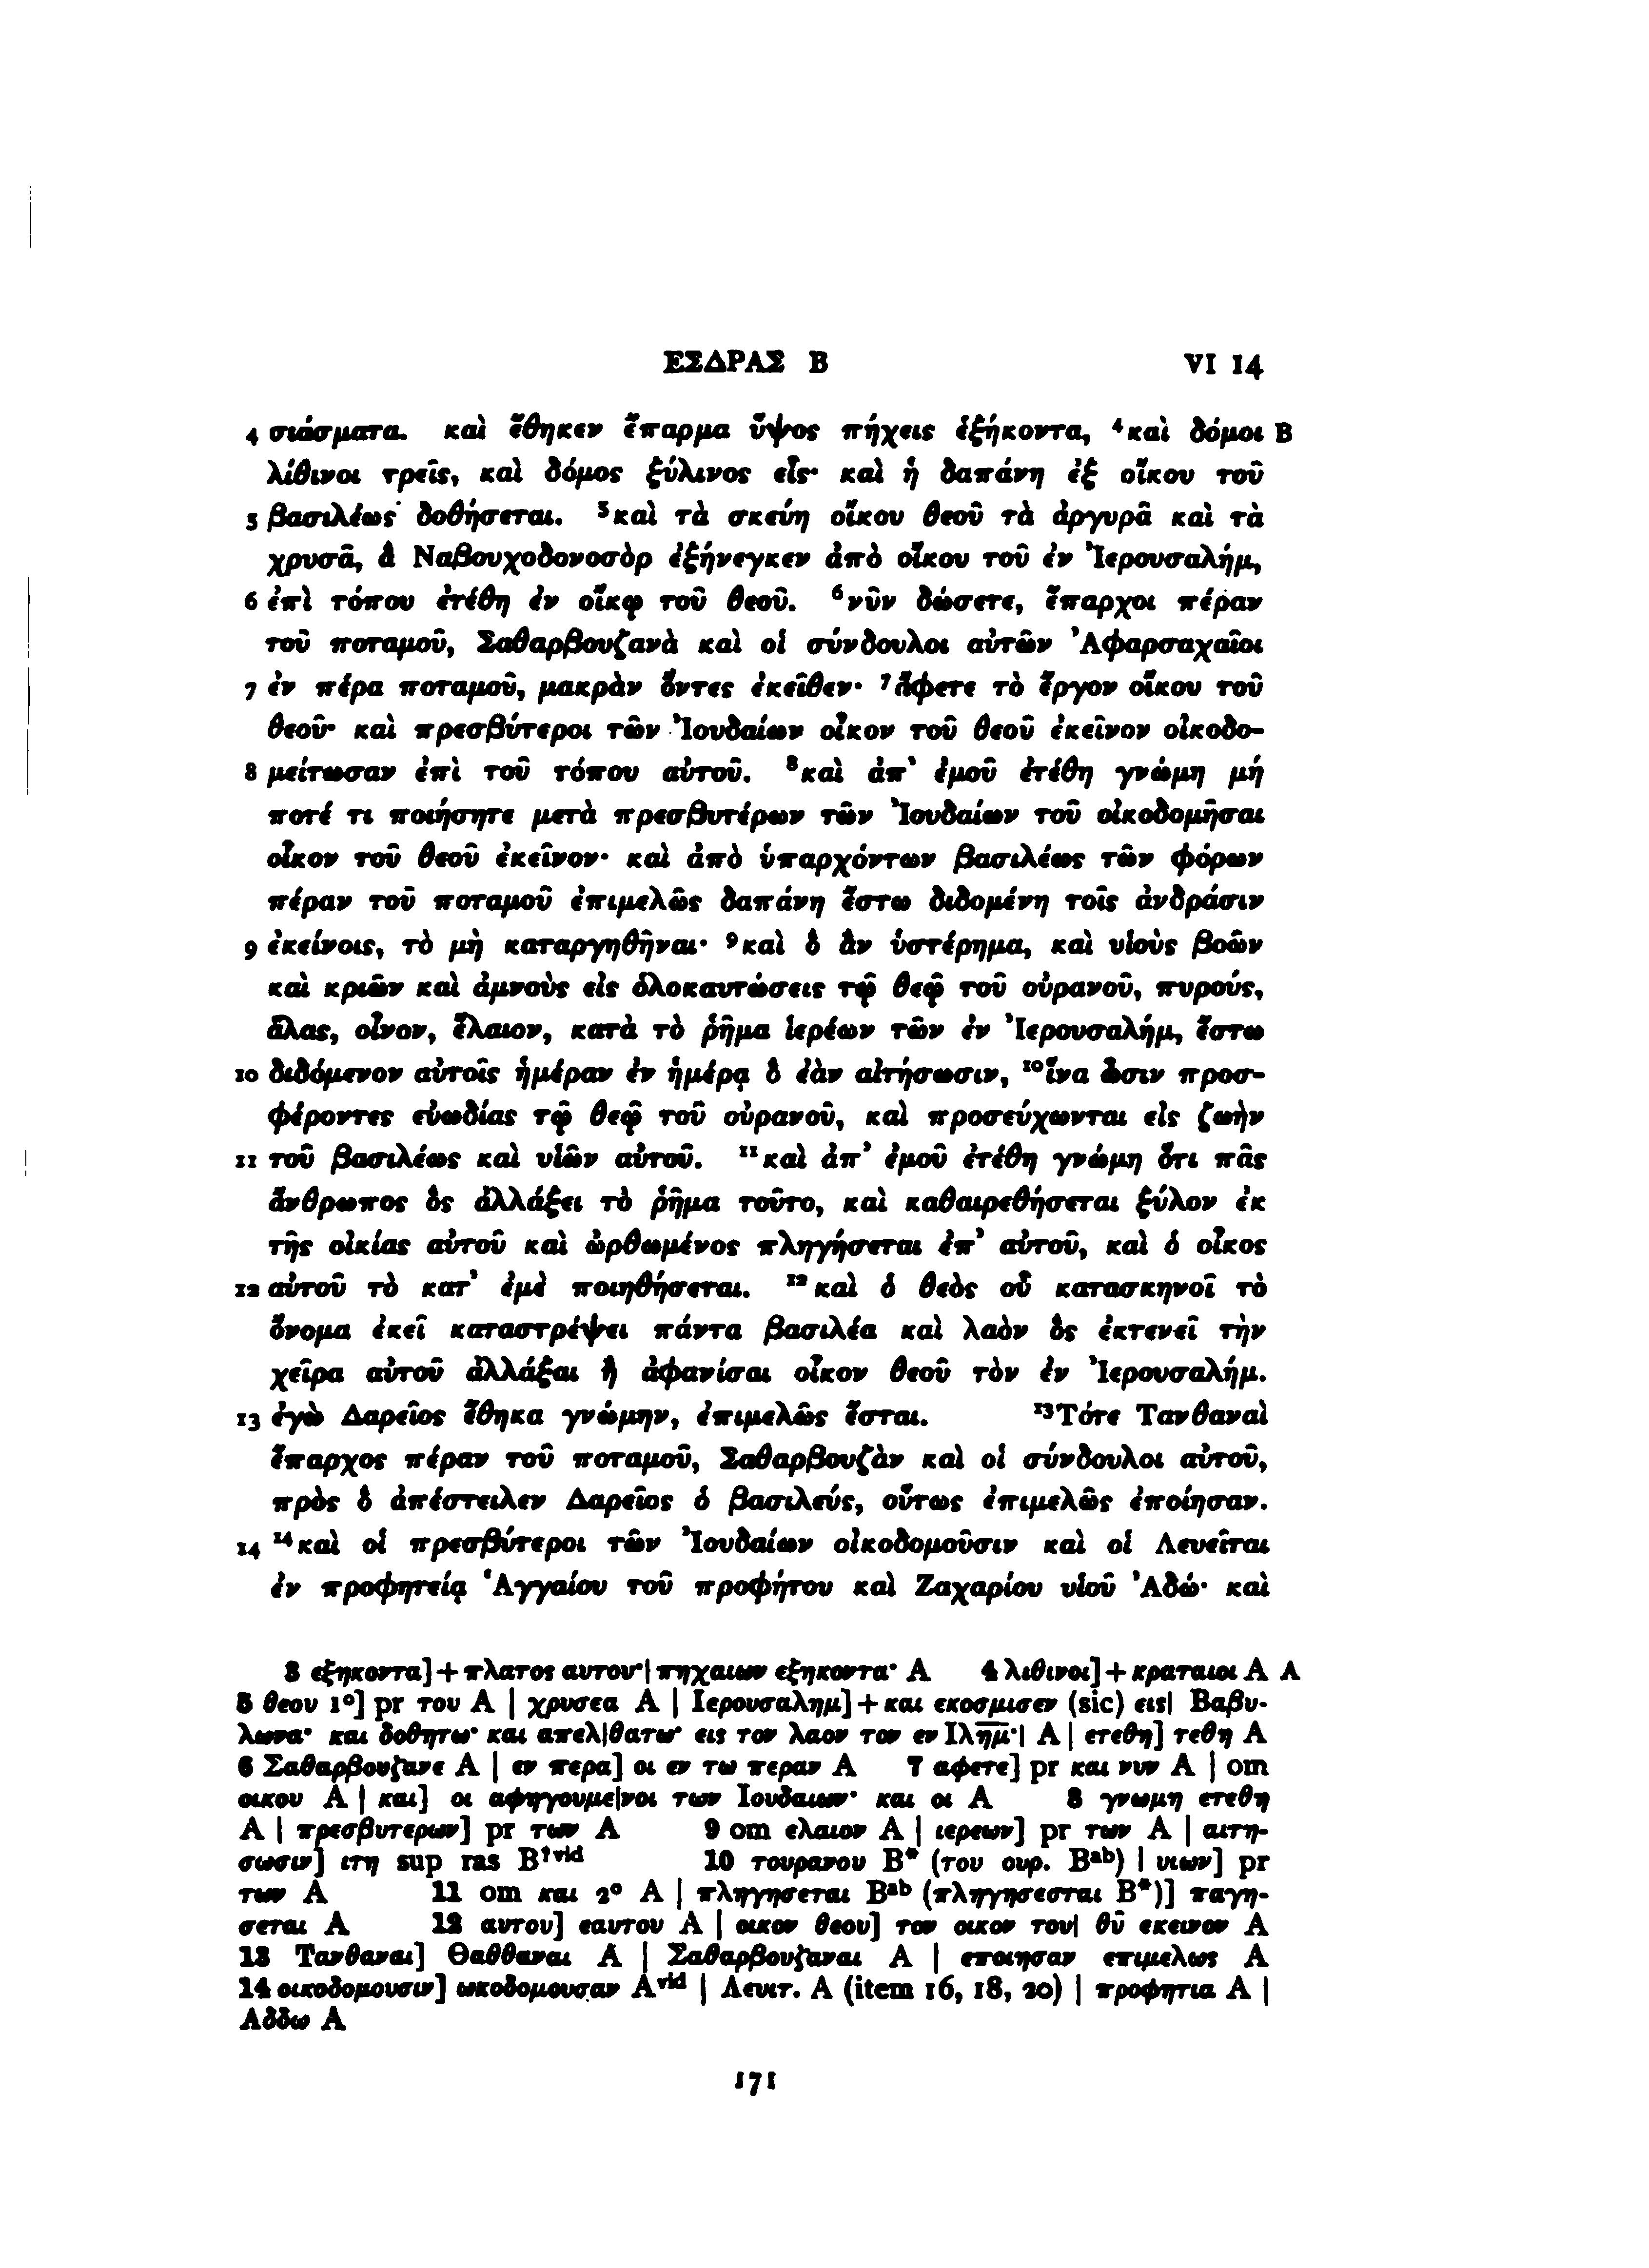 ΕΣΔΡΑΣ Β VI 14
4 σιάσματα. καὶ ἔθηκεν ἔπαρμα ὕψος πήχεις ἑξήκοντα, ⁴καὶ δόμοι B
λίθινοι τρεῖς, καὶ δόμος ξύλινος εἷς· καὶ ἡ δαπάνη ἐξ οἴκου τοῦ
5 βασιλέως δοθήσεται. ⁵καὶ τὰ σκεύη οἴκου θεοῦ τὰ ἀργυρᾶ καὶ τὰ
χρυσᾶ, ἃ Ναβουχοδονοσὸρ ἐξήνεγκεν ἀπὸ οἴκου τοῦ ἐν Ἰερουσαλήμ,
6 ἐπὶ τόπου ἐτέθη ἐν οἴκῳ τοῦ θεοῦ. ⁶νῦν δώσετε, ἔπαρχοι πέραν
τοῦ ποταμοῦ, Σαθαρβουζανὰ καὶ οἱ σύνδουλοι αὐτῶν Ἀφαρσαχαῖοι
7 ἐν πέρα ποταμοῦ, μακρὰν ὄντες ἐκεῖθεν· ⁷ἄφετε τὸ ἔργον οἴκου τοῦ
θεοῦ· καὶ πρεσβύτεροι τῶν Ἰουδαίων οἶκον τοῦ θεοῦ ἐκεῖνον οἰκοδο-
8 μείτωσαν ἐπὶ τοῦ τόπου αὐτοῦ. ⁸καὶ ἀπ’ ἐμοῦ ἐτέθη γνώμη μή
ποτέ τι ποιήσητε μετὰ πρεσβυτέρων τῶν Ἰουδαίων τοῦ οἰκοδομῆσαι
οἶκον τοῦ θεοῦ ἐκεῖνον· καὶ ἀπὸ ὑπαρχόντων βασιλέως τῶν φόρων
πέραν τοῦ ποταμοῦ ἐπιμελῶς δαπάνη ἔστω διδομένη τοῖς ἀνδράσιν
9 ἐκείνοις, τὸ μὴ καταργηθῆναι· ⁹καὶ ὃ ἂν ὑστέρημα, καὶ υἱοὺς βοῶν
καὶ κριῶν καὶ ἀμνοὺς εἰς ὁλοκαυτώσεις τῷ θεῷ τοῦ οὐρανοῦ, πυρούς,
ἅλας, οἶνον, ἔλαιον, κατὰ τὸ ῥῆμα ἱερέων τῶν ἐν Ἰερουσαλήμ, ἔστω
10 διδόμενον αὐτοῖς ἡμέραν ἐν ἡμέρᾳ ὃ ἐὰν αἰτήσωσιν, ¹⁰ἵνα ὦσιν προσ-
φέροντες εὐωδίας τῷ θεῷ τοῦ οὐρανοῦ, καὶ προσεύχωνται εἰς ζωὴν
11 τοῦ βασιλέως καὶ υἱῶν αὐτοῦ. ¹¹καὶ ἀπ’ ἐμοῦ ἐτέθη γνώμη ὅτι πᾶς
ἄνθρωπος ὃς ἀλλάξει τὸ ῥῆμα τοῦτο, καὶ καθαιρεθήσεται ξύλον ἐκ
τῆς οἰκίας αὐτοῦ καὶ ὠρθωμένος πληγήσεται ἐπ’ αὐτοῦ, καὶ ὁ οἶκος
12 αὐτοῦ τὸ κατ’ ἐμὲ ποιηθήσεται. ¹²καὶ ὁ θεὸς οὗ κατασκηνοῖ τὸ
ὄνομα ἐκεῖ καταστρέψει πάντα βασιλέα καὶ λαὸν ὃς ἐκτενεῖ τὴν
χεῖρα αὐτοῦ ἀλλάξαι ἢ ἀφανίσαι οἶκον θεοῦ τὸν ἐν Ἰερουσαλήμ.
13 ἐγὼ Δαρεῖος ἔθηκα γνώμην, ἐπιμελῶς ἔσται. ¹³Τότε Τανθαναὶ
ἔπαρχος πέραν τοῦ ποταμοῦ, Σαθαρβουζὰν καὶ οἱ σύνδουλοι αὐτοῦ,
πρὸς ὃ ἀπέστειλεν Δαρεῖος ὁ βασιλεύς, οὕτως ἐπιμελῶς ἐποίησαν.
14 ¹⁴καὶ οἱ πρεσβύτεροι τῶν Ἰουδαίων οἰκοδομοῦσιν καὶ οἱ Λευεῖται
ἐν προφητείᾳ Ἁγγαίου τοῦ προφήτου καὶ Ζαχαρίου υἱοῦ Ἀδώ· καὶ
3 εξηκοντα] + πλατος αυτου·| πηχαιων εξηκοντα· A 4 λιθινοι] + κραταιοι A A
5 θεου 1°] pr του A | χρυσεα A | Ιερουσαλημ] + και εκοσμισεν (sic) εις| Βαβυ-
λωνα· και δοθητω· και απελ|θατω· εις τον λαον τον εν Ιλημ̅·| A | ετεθη] τεθη A
6 Σαθαρβουζανε A | εν περα] οι εν τω περαν A 7 αφετε] pr και νυν A | om
οικου A | και] οι αφηγουμε|νοι των Ιουδαιων· και οι A 8 γνωμη ετεθη
A | πρεσβυτερων] pr των A 9 om ελαιον A | ιερεων] pr των A | αιτη-
σωσιν] ιτη sup ras B¹ᵛⁱᵈ 10 τουρανου B* (του ουρ. Bᵃᵇ) | υιων] pr
των A 11 om και 2° A | πληγησεται Bᵃᵇ (πληγησεσται B*)] παγη-
σεται A 12 αυτου] εαυτου A | οικον θεου] τον οικον του| θῡ εκεινον A
13 Τανθαναι] Θαθθαναι A | Σαθαρβουζαναι A | εποιησαν επιμελως A
14 οικοδομουσιν] ωκοδομουσαν Aᵛⁱᵈ | Λευιτ. A (item 16, 18, 20) | προφητια A |
Αδδω A
171